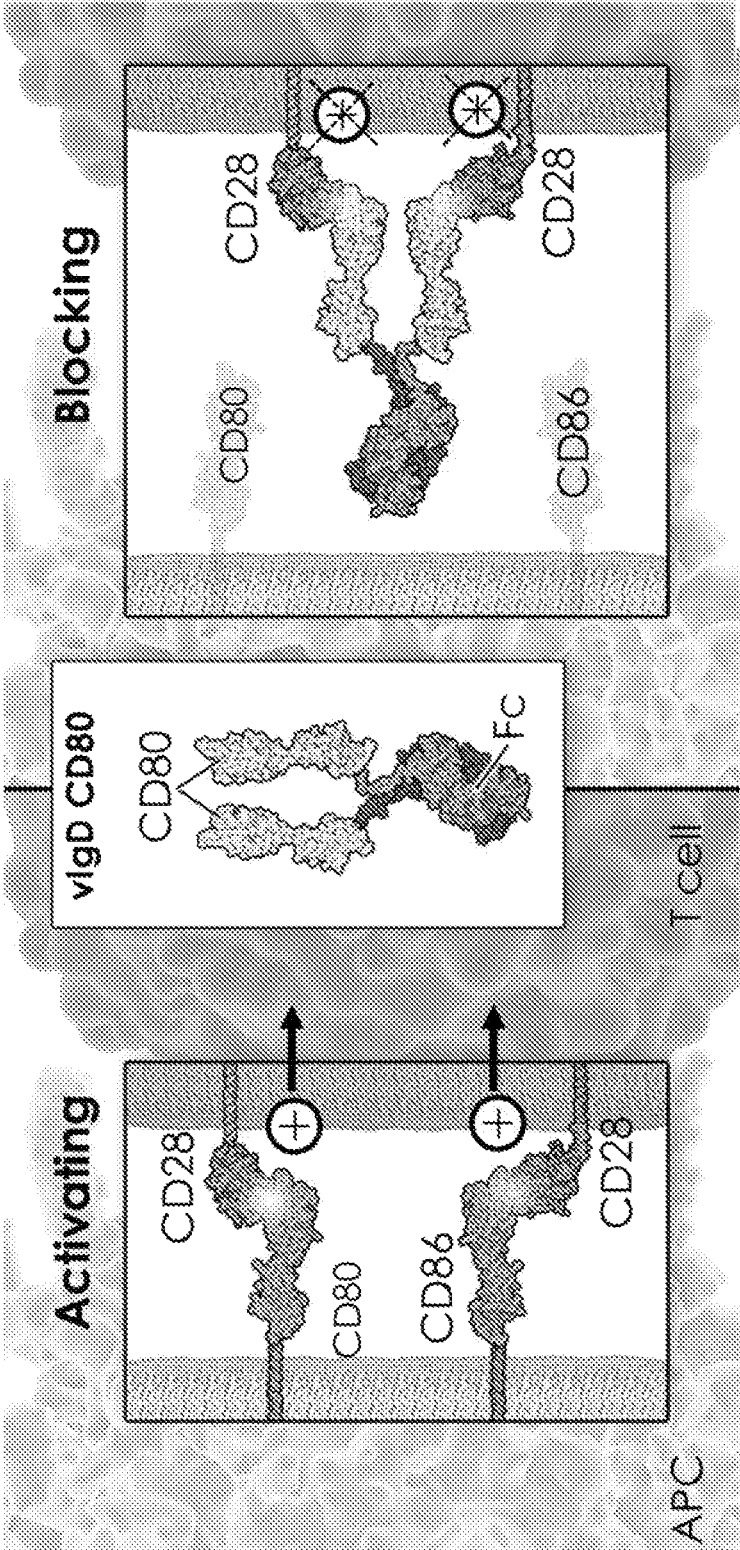 Activating
CD28
CD80
+
CD86
+
CD28
APC
vIgD CD80
CD80
Fc
T cell
Blocking
CD28
CD80
CD86
CD28